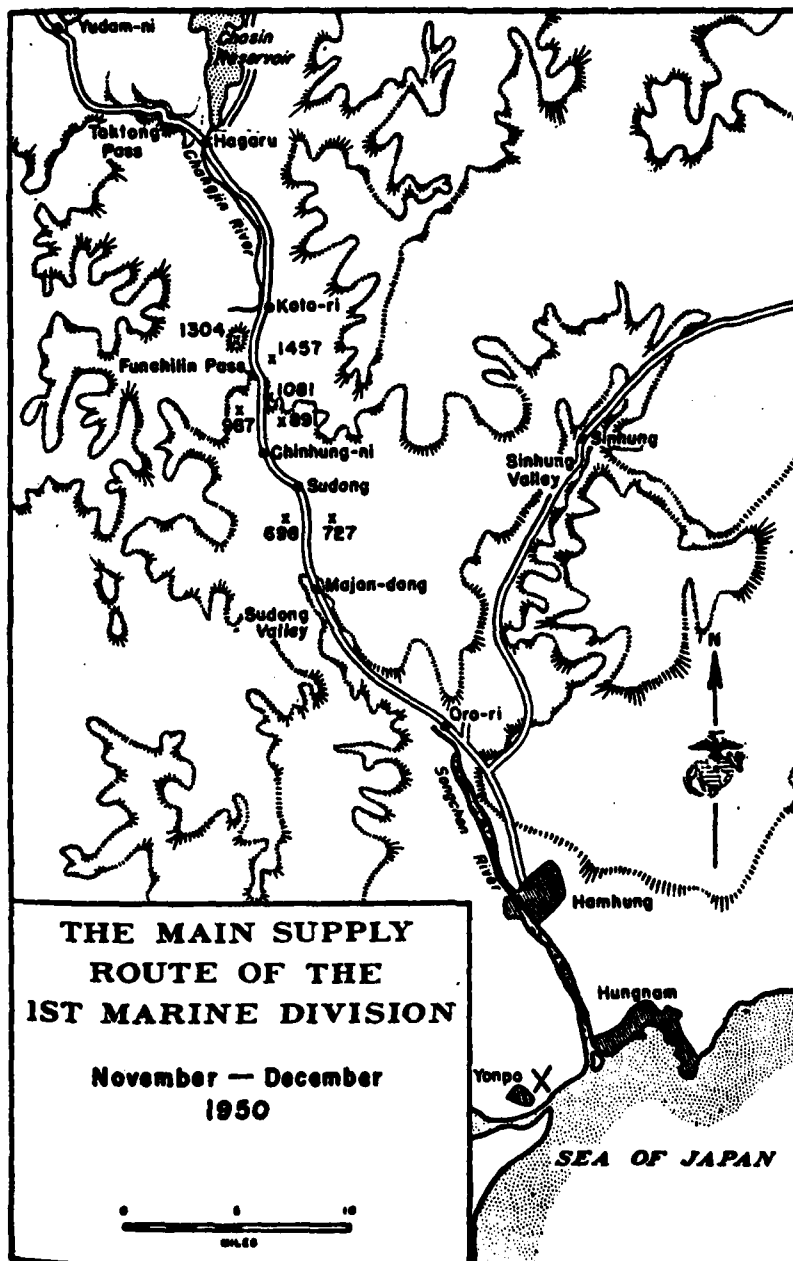 Yudam-ni
Chosin
Reservoir
Toktong
Pass
Hagaru
Changjin River
Koto-ri
1304
1457
Funchilin Pass
1081
967
891
Chinhung-ni
Sudong
Sinhung
Sinhung
Valley
698
727
Majon-dong
Sudong
Valley
N
Oro-ri
Songchon
River
Hamhung
THE MAIN SUPPLY
ROUTE OF THE
1ST MARINE DIVISION
November — December
1950
0 5 10
MILES
Hungnam
Yonpo
SEA OF JAPAN